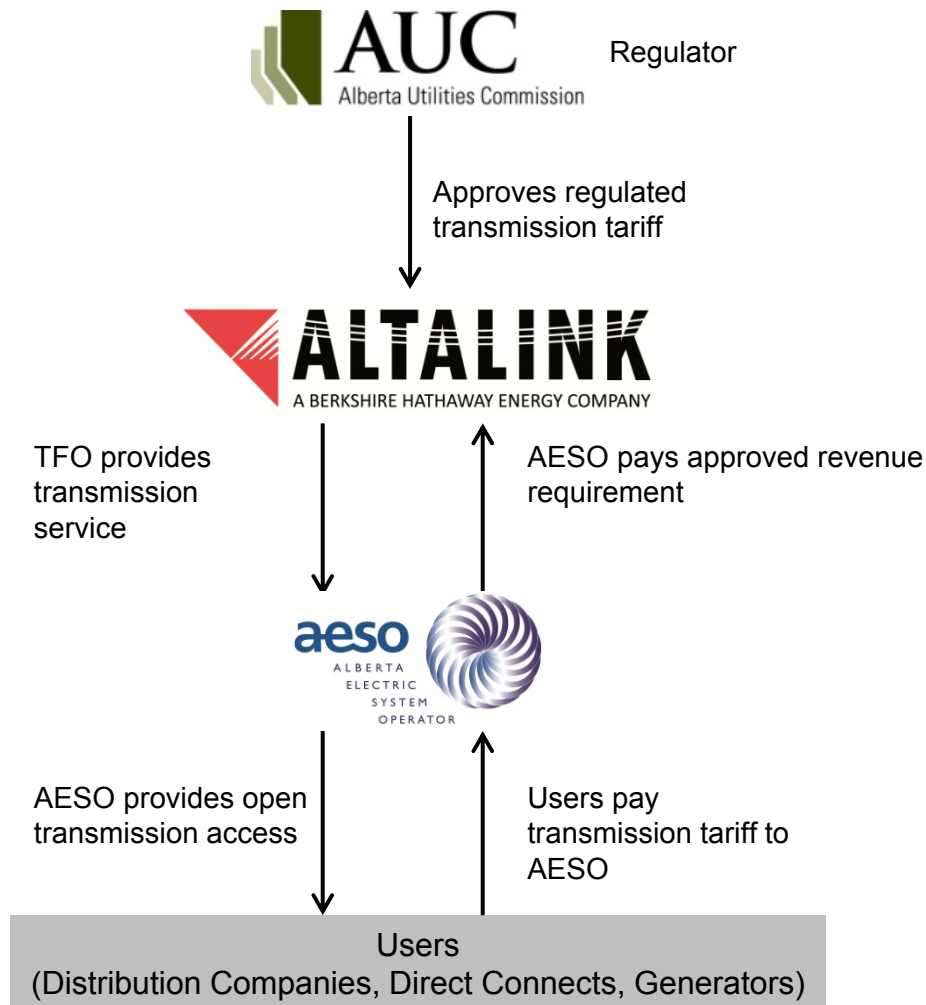 AUC
Regulator
Alberta Utilities Commission
Approves regulated
transmission tariff
ALTALINK
A BERKSHIRE HATHAWAY ENERGY COMPANY
TFO provides
transmission
service
AESO pays approved revenue
requirement
aeso
ALBERTA
ELECTRIC
SYSTEM
OPERATOR
AESO provides open
transmission access
Users pay
transmission tariff to
AESO
Users
(Distribution Companies, Direct Connects, Generators)